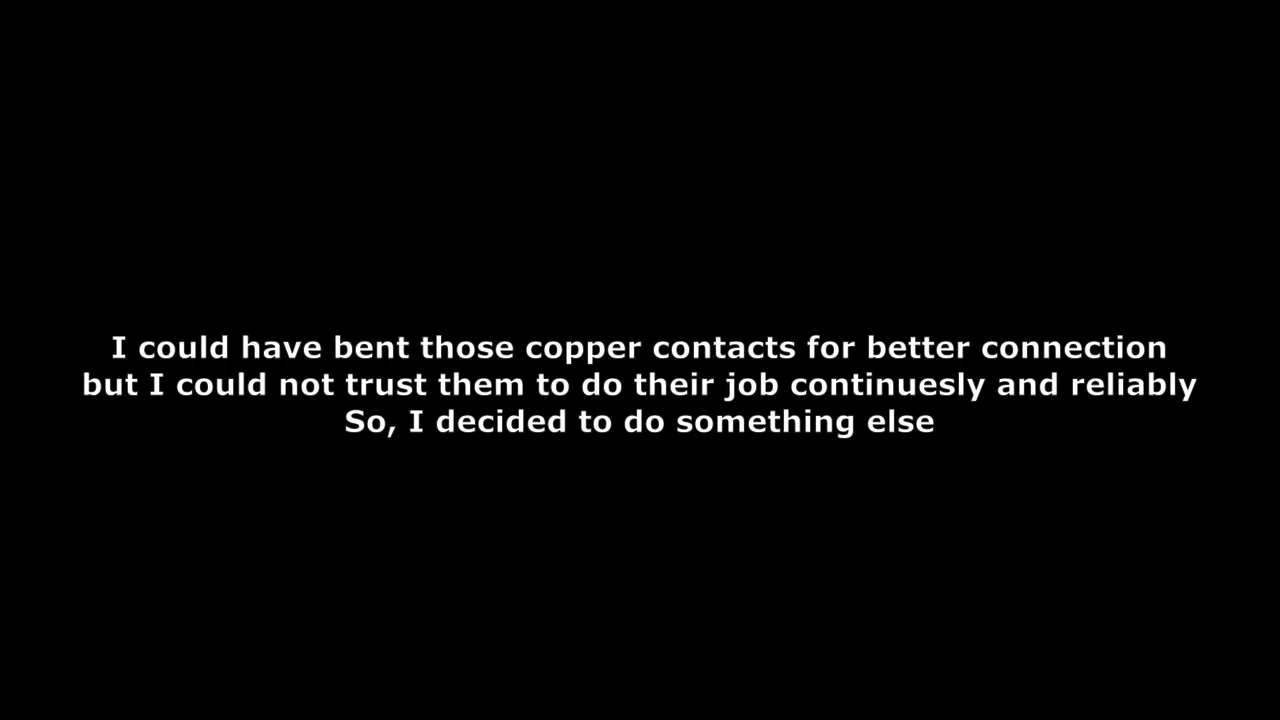 I could have bent those copper contacts for better connection
but I could not trust them to do their job continuesly and reliably
So, I decided to do something else